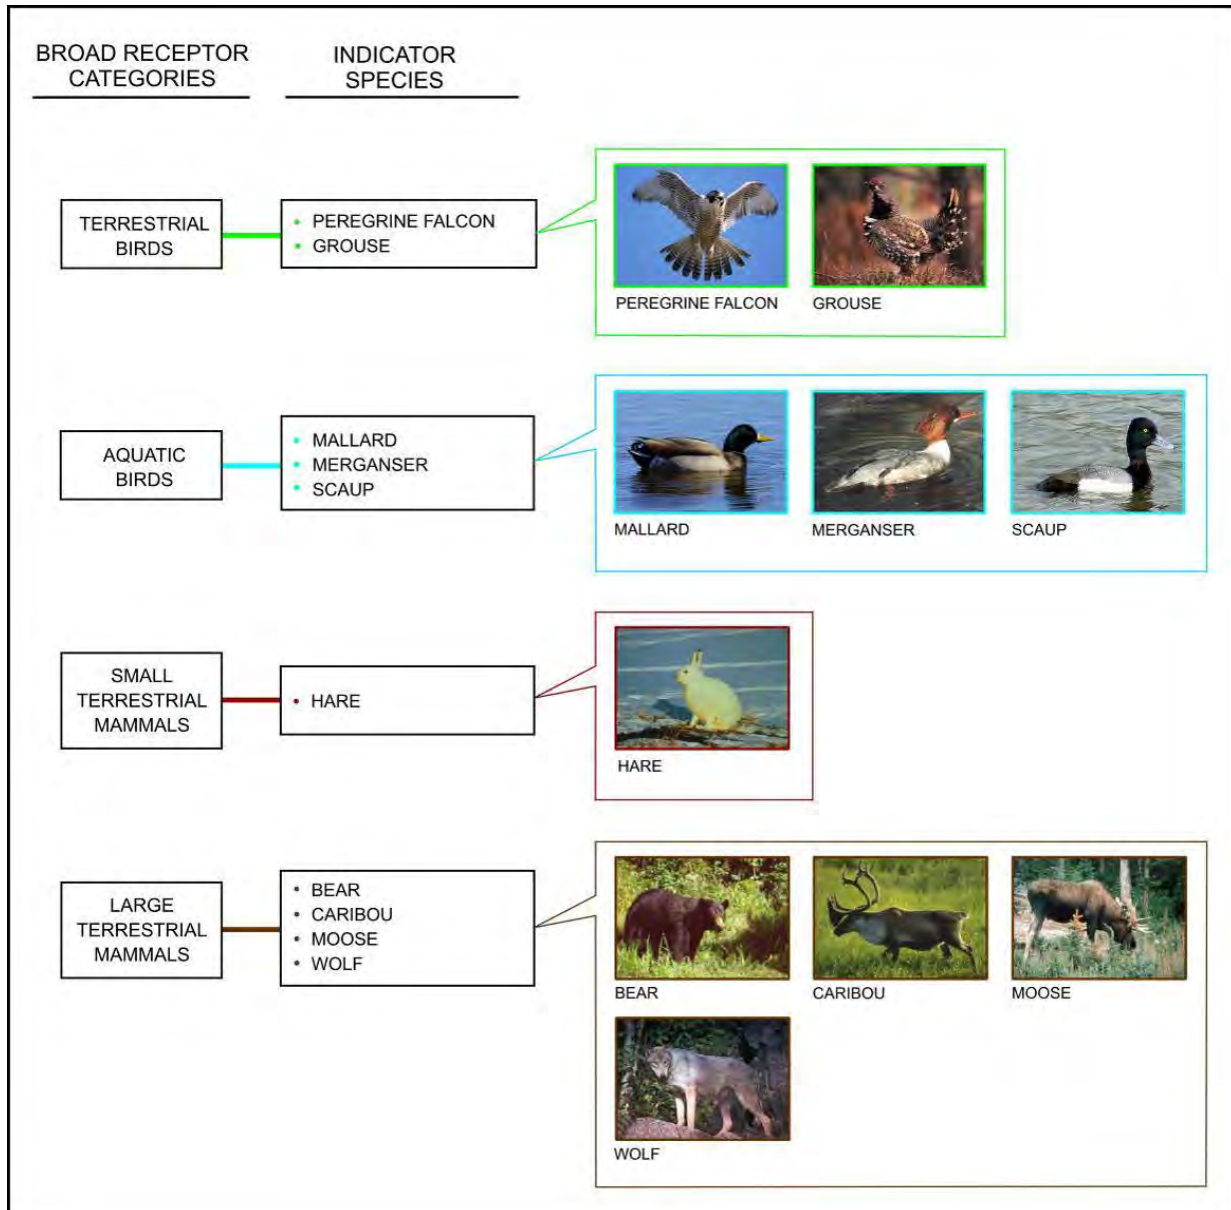 BROAD RECEPTOR
CATEGORIES
INDICATOR
SPECIES
TERRESTRIAL
BIRDS
• PEREGRINE FALCON
• GROUSE
PEREGRINE FALCON
GROUSE
AQUATIC
BIRDS
• MALLARD
• MERGANSER
• SCAUP
MALLARD
MERGANSER
SCAUP
SMALL
TERRESTRIAL
MAMMALS
• HARE
HARE
LARGE
TERRESTRIAL
MAMMALS
• BEAR
• CARIBOU
• MOOSE
• WOLF
BEAR
CARIBOU
MOOSE
WOLF